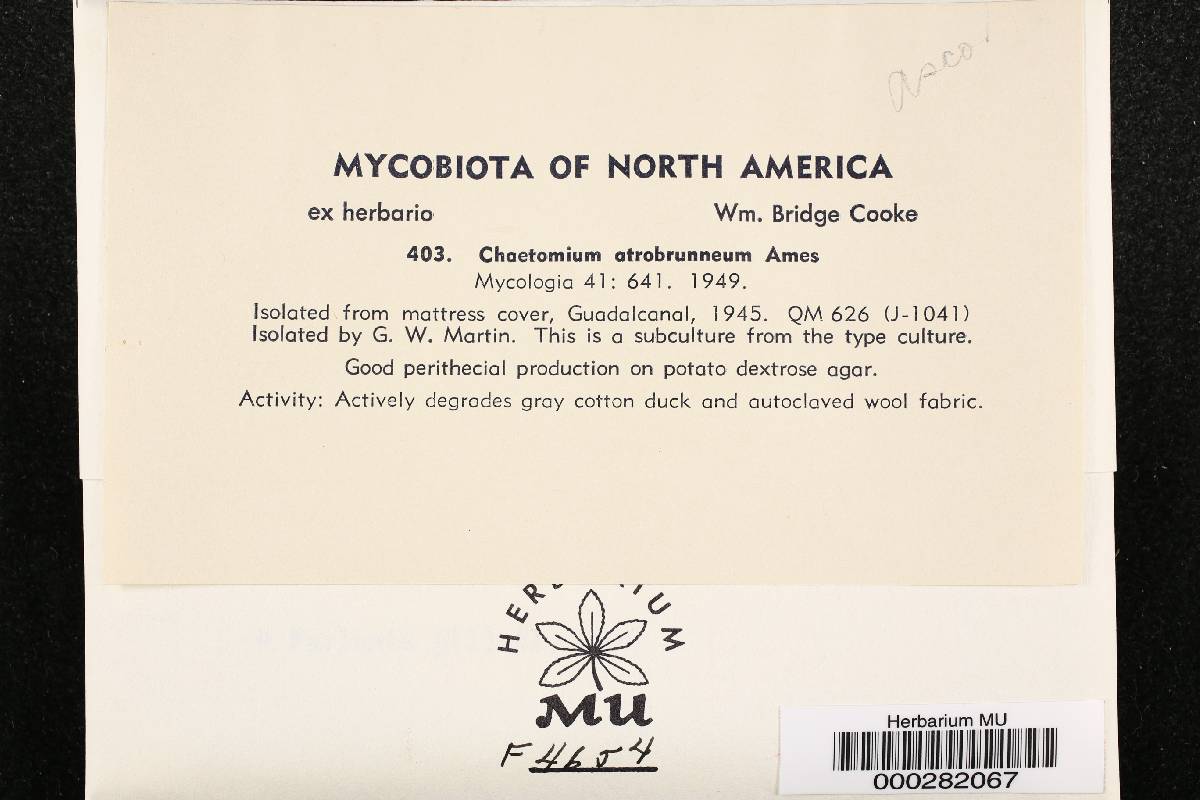 asco!
MYCOBIOTA OF NORTH AMERICA
ex herbario Wm. Bridge Cooke
403. Chaetomium atrobrunneum Ames
Mycologia 41: 641. 1949.
Isolated from mattress cover, Guadalcanal, 1945. QM 626 (J-1041)
Isolated by G. W. Martin. This is a subculture from the type culture.
Good perithecial production on potato dextrose agar.
Activity: Actively degrades gray cotton duck and autoclaved wool fabric.
HERBARIUM
MU
F 4654
Herbarium MU
000282067